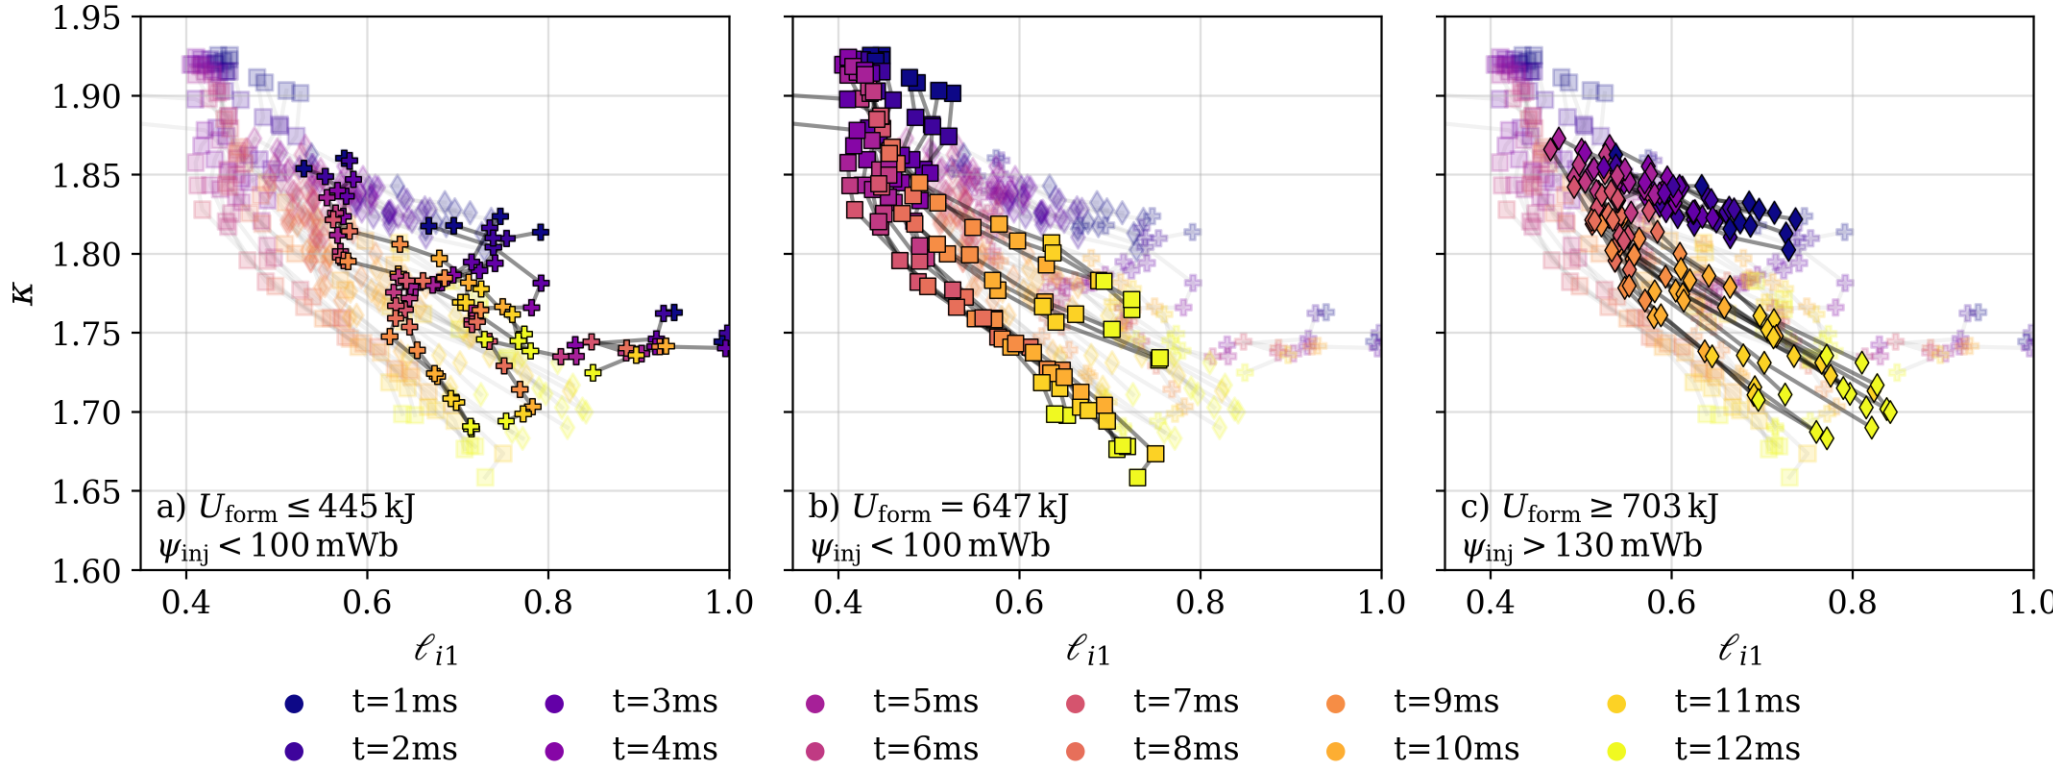 1.95
1.90
1.85
1.80
1.75
1.70
1.65
1.60
κ
a) U_form ≤ 445 kJ
ψ_inj < 100 mWb
b) U_form = 647 kJ
ψ_inj < 100 mWb
c) U_form ≥ 703 kJ
ψ_inj > 130 mWb
0.4 0.6 0.8 1.0
0.4 0.6 0.8 1.0
0.4 0.6 0.8 1.0
ℓ_i1
ℓ_i1
ℓ_i1
t=1ms t=3ms t=5ms t=7ms t=9ms t=11ms
t=2ms t=4ms t=6ms t=8ms t=10ms t=12ms